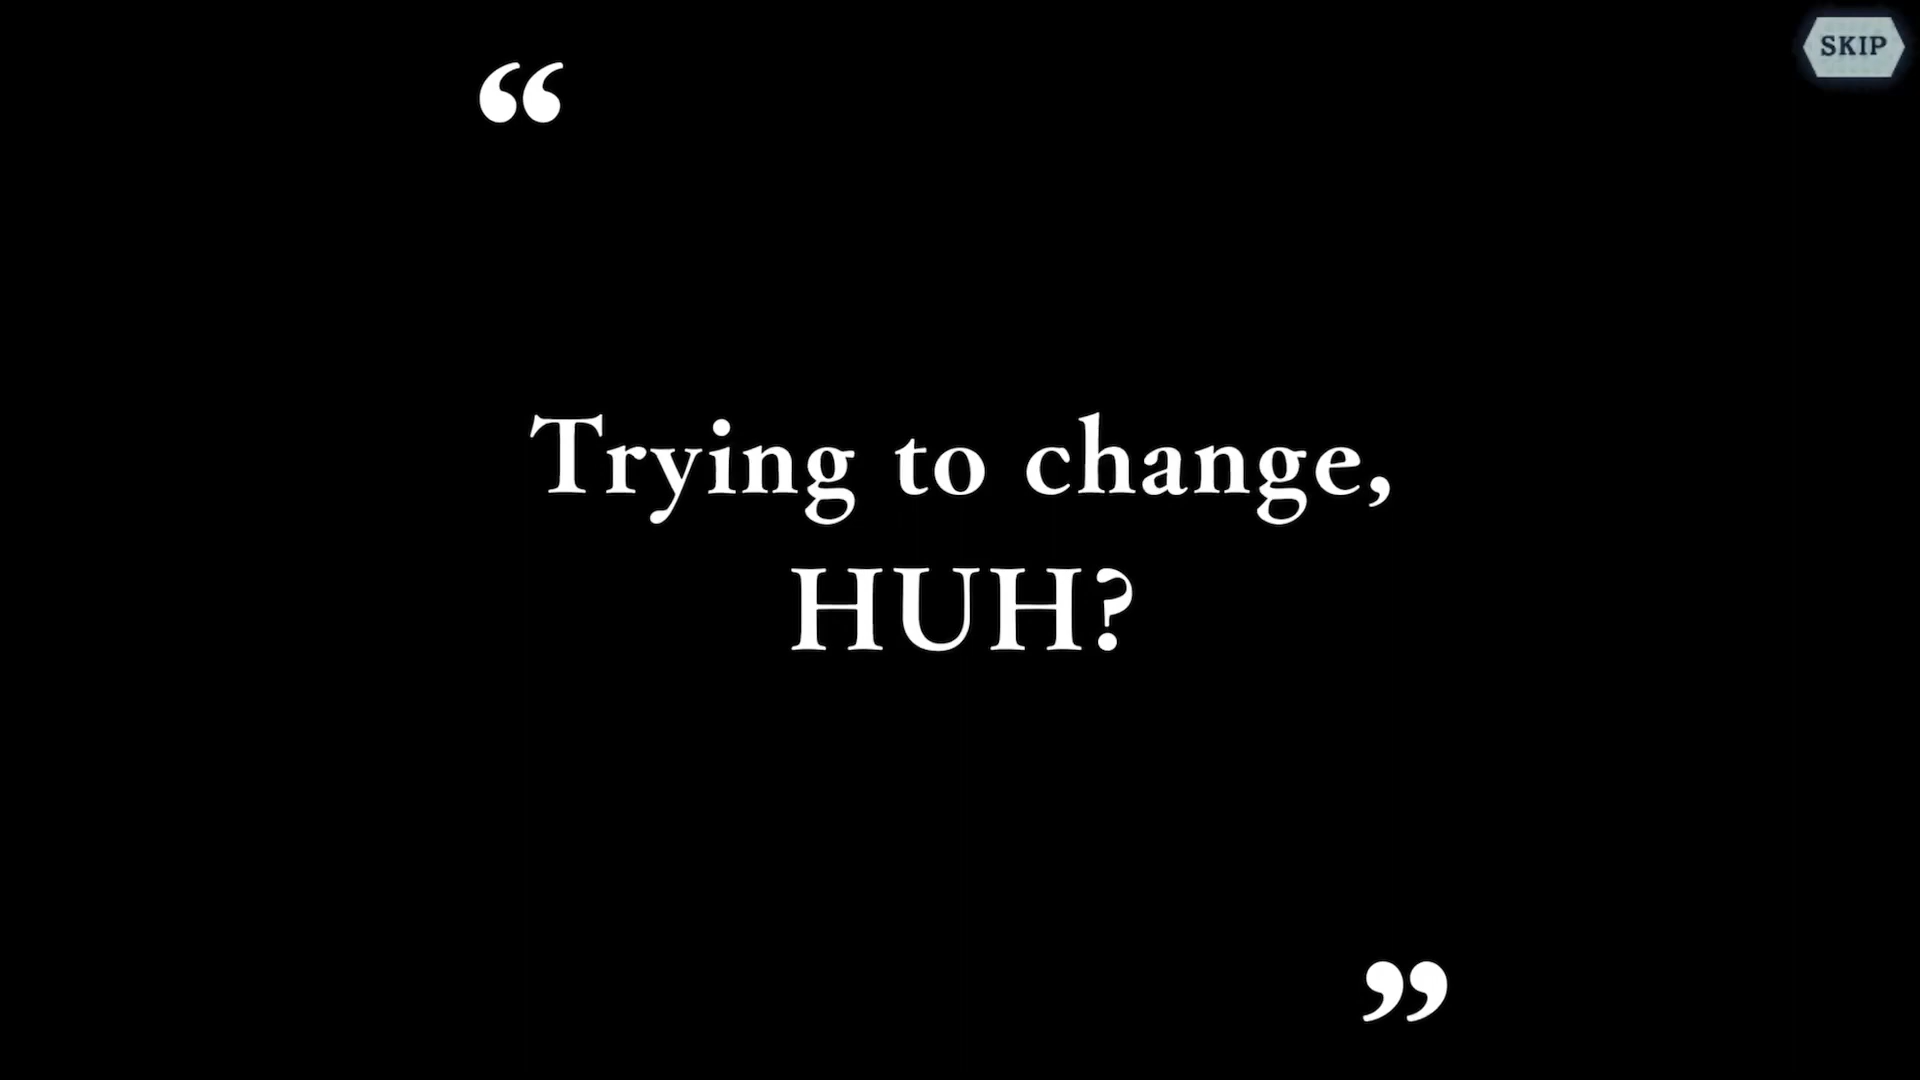 SKIP
“
Trying to change,
HUH?
”